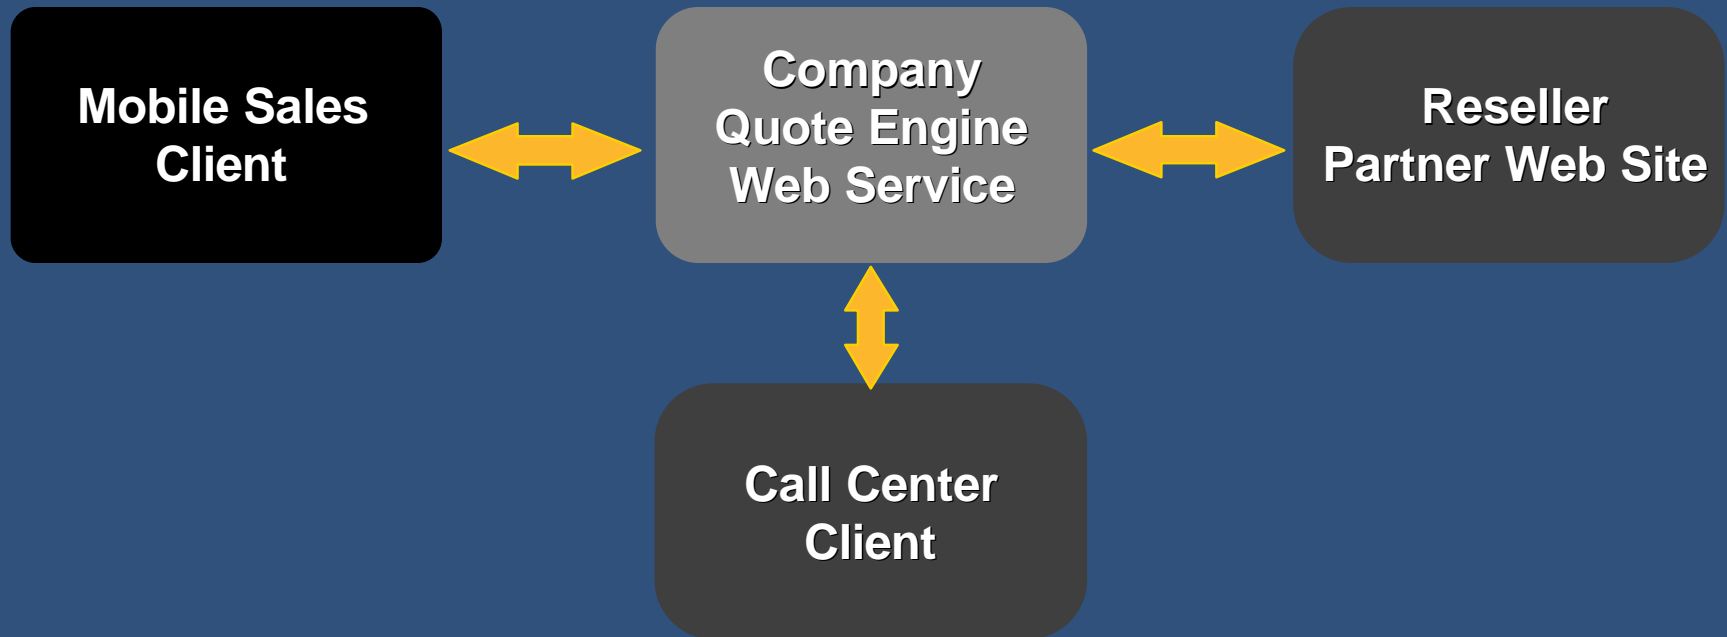 Mobile Sales
Client
Company
Quote Engine
Web Service
Reseller
Partner Web Site
Call Center
Client